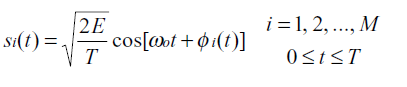 si(t) = √(2E/T) cos[ω₀t + ϕi(t)]   i = 1, 2, ..., M
0 ≤ t ≤ T